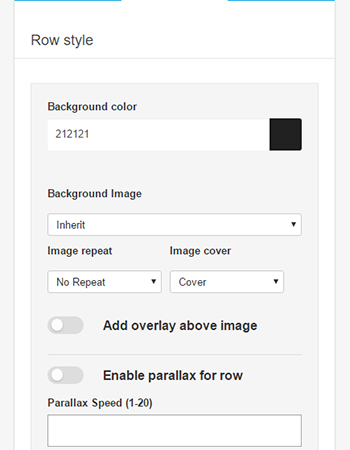 Row style
Background color
212121
Background Image
Inherit
Image repeat Image cover
No Repeat Cover
Add overlay above image
Enable parallax for row
Parallax Speed (1-20)